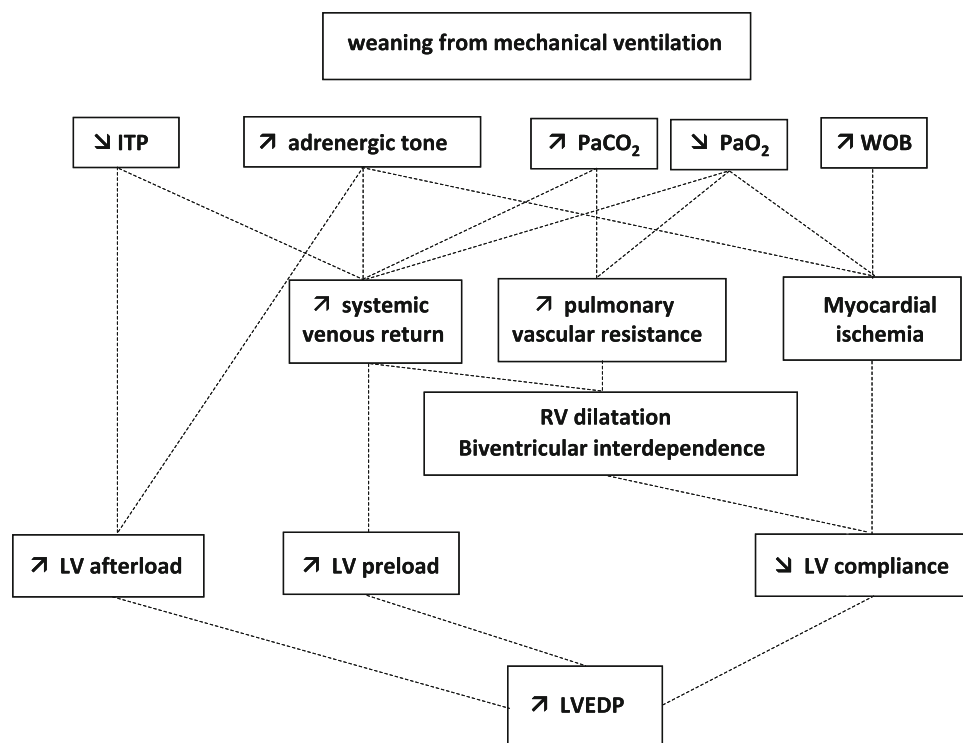 weaning from mechanical ventilation
↘ ITP
↗ adrenergic tone
↗ PaCO₂
↘ PaO₂
↗ WOB
↗ systemic
venous return
↗ pulmonary
vascular resistance
Myocardial
ischemia
RV dilatation
Biventricular interdependence
↗ LV afterload
↗ LV preload
↘ LV compliance
↗ LVEDP